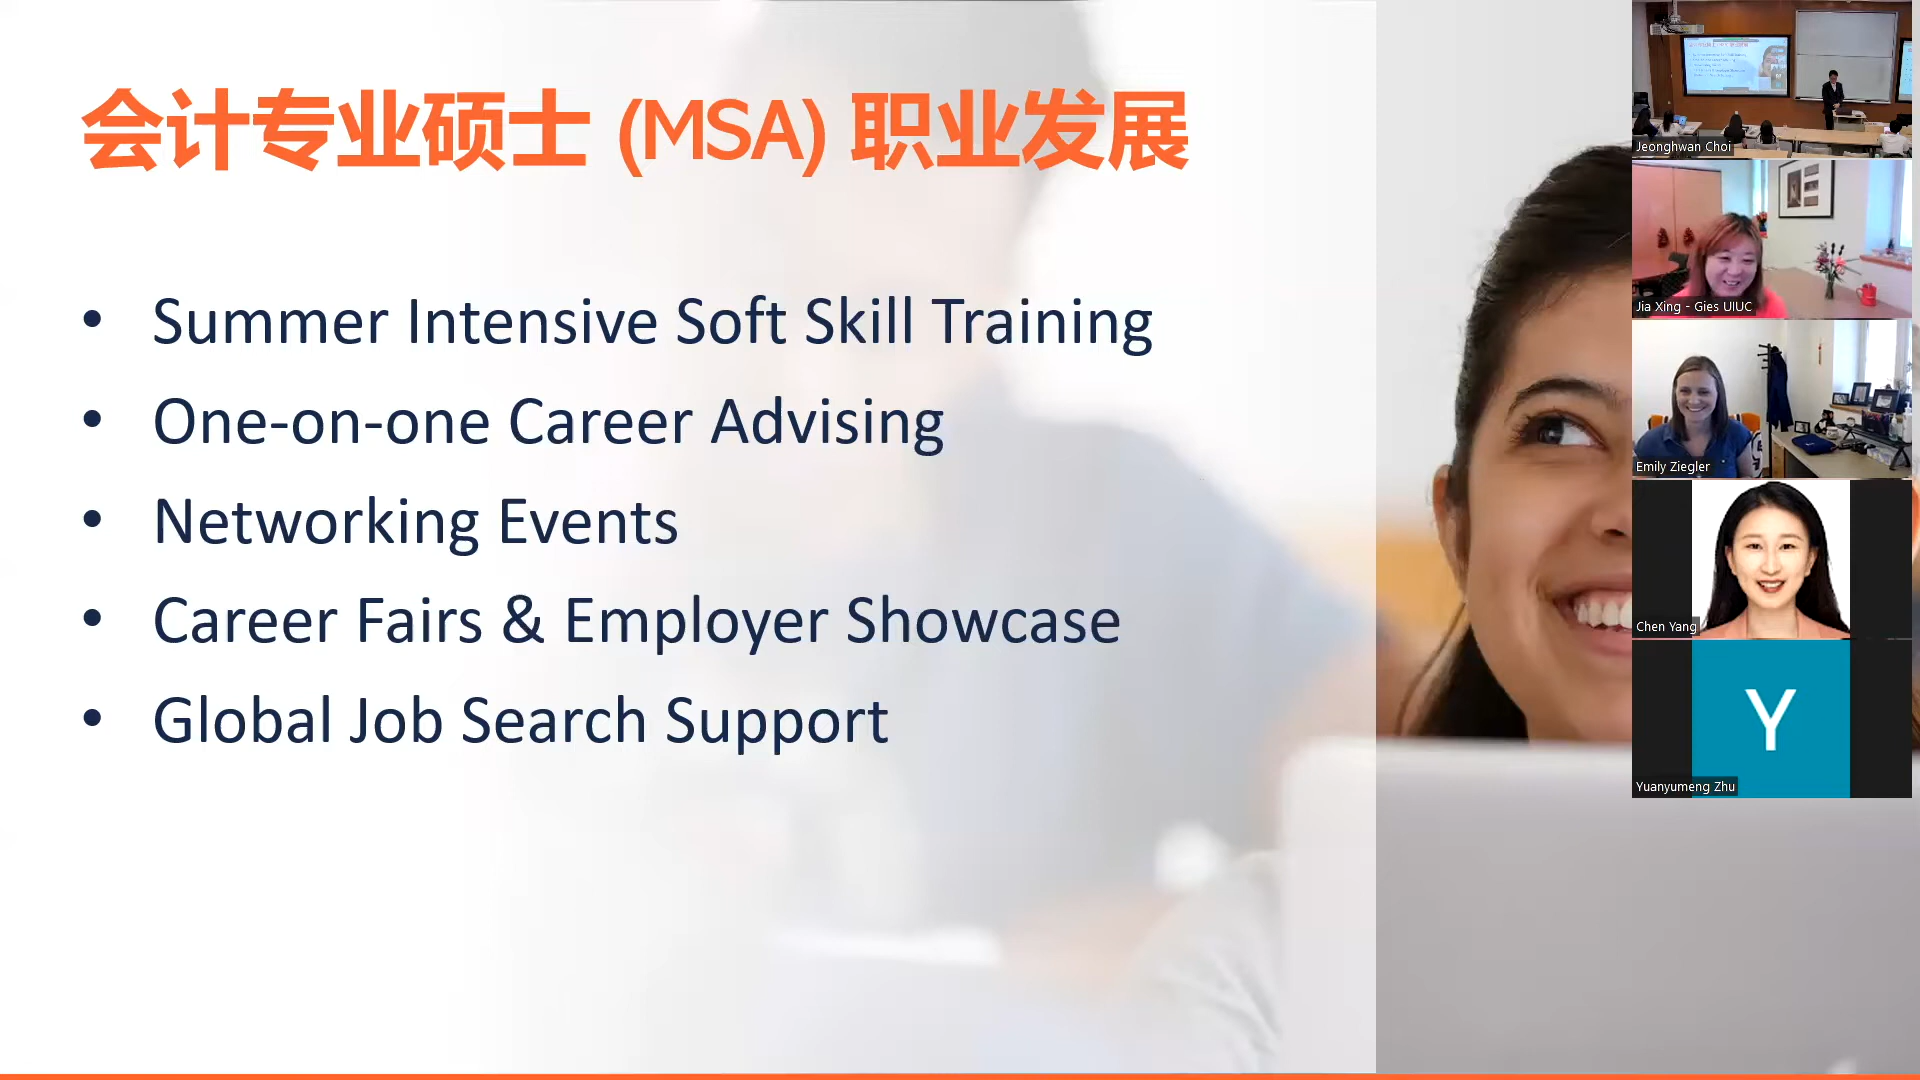 会计专业硕士 (MSA) 职业发展
• Summer Intensive Soft Skill Training
• One-on-one Career Advising
• Networking Events
• Career Fairs & Employer Showcase
• Global Job Search Support
Jeonghwan Choi
Jia Xing - Gies UIUC
Emily Ziegler
Chen Yang
Y
Yuanyumeng Zhu